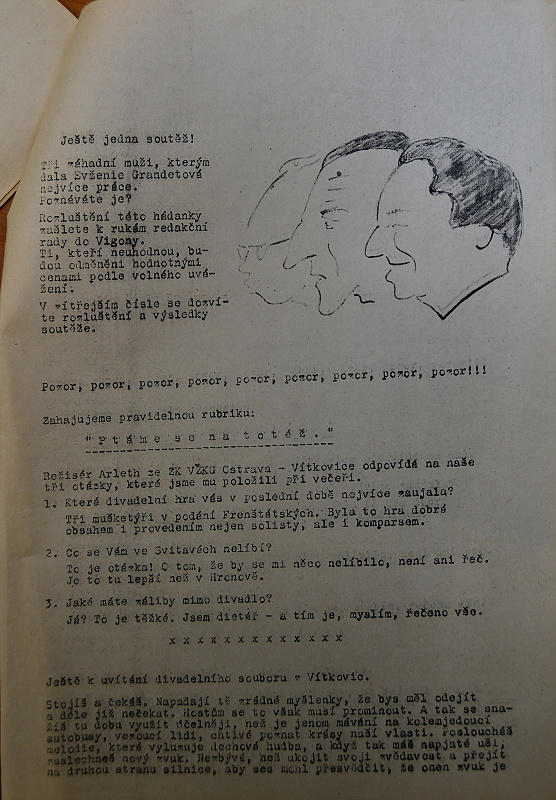 Ještě jedna soutěž!
Tři záhadní muži, kterým
dala Evženie Grandetová
nejvíce práce.
Poznáváte je?
Rozluštění této hádanky
zašlete k rukám redakční
rady do Vigony.
Ti, kteří neuhodnou, bu-
dou odměněni hodnotnými
cenami podle volného uvá-
žení.
V zítřejším čísle se dozví-
te rozluštění a výsledky
soutěže.
Pozor, pozor, pozor, pozor, pozor, pozor, pozor, pozor, pozor!!!
Zahajujeme pravidelnou rubriku:
" P t á m e  s e  n a  t o t é ž . "
Režisér Arleth ze ZK VŽKG Ostrava - Vítkovice odpovídá na naše
tři otázky, které jsme mu položili při večeři.
1. Která divadelní hra vás v poslední době nejvíce zaujala?
Tři mušketýři v podání Frenštátských. Byla to hra dobrá
obsahem i provedením nejen solisty, ale i komparsem.
2. Co se Vám ve Svitavách nelíbí?
To je otázka! O tom, že by se mi něco nelíbilo, není ani řeč.
Je to tu lepší než v Hronově.
3. Jaké máte záliby mimo divadlo?
Já? To je těžké. Jsem dietář - a tím je, myslím, řečeno vše.
x x x x x x x x x x x x x
Ještě k uvítání divadelního souboru z Vítkovic.
Stojíš a čekáš. Napadají tě zrádné myšlenky, že bys měl odejít
a déle již nečekat. Hostům se to však musí prominout. A tak se sna-
žíš tu dobu využít účelněji, než je jenom mávání na kolemjedoucí
autobusy, vezoucí lidi, chtivé poznat krásy naší vlasti. Posloucháš
melodie, které vyluzuje dechová hudba, a když tak máš napjaté uši,
zaslechneš nový zvuk. Nezbývá, než ukojit svoji zvědavost a přejít
na druhou stranu silnice, aby ses mohl přesvědčit, že onen zvuk je